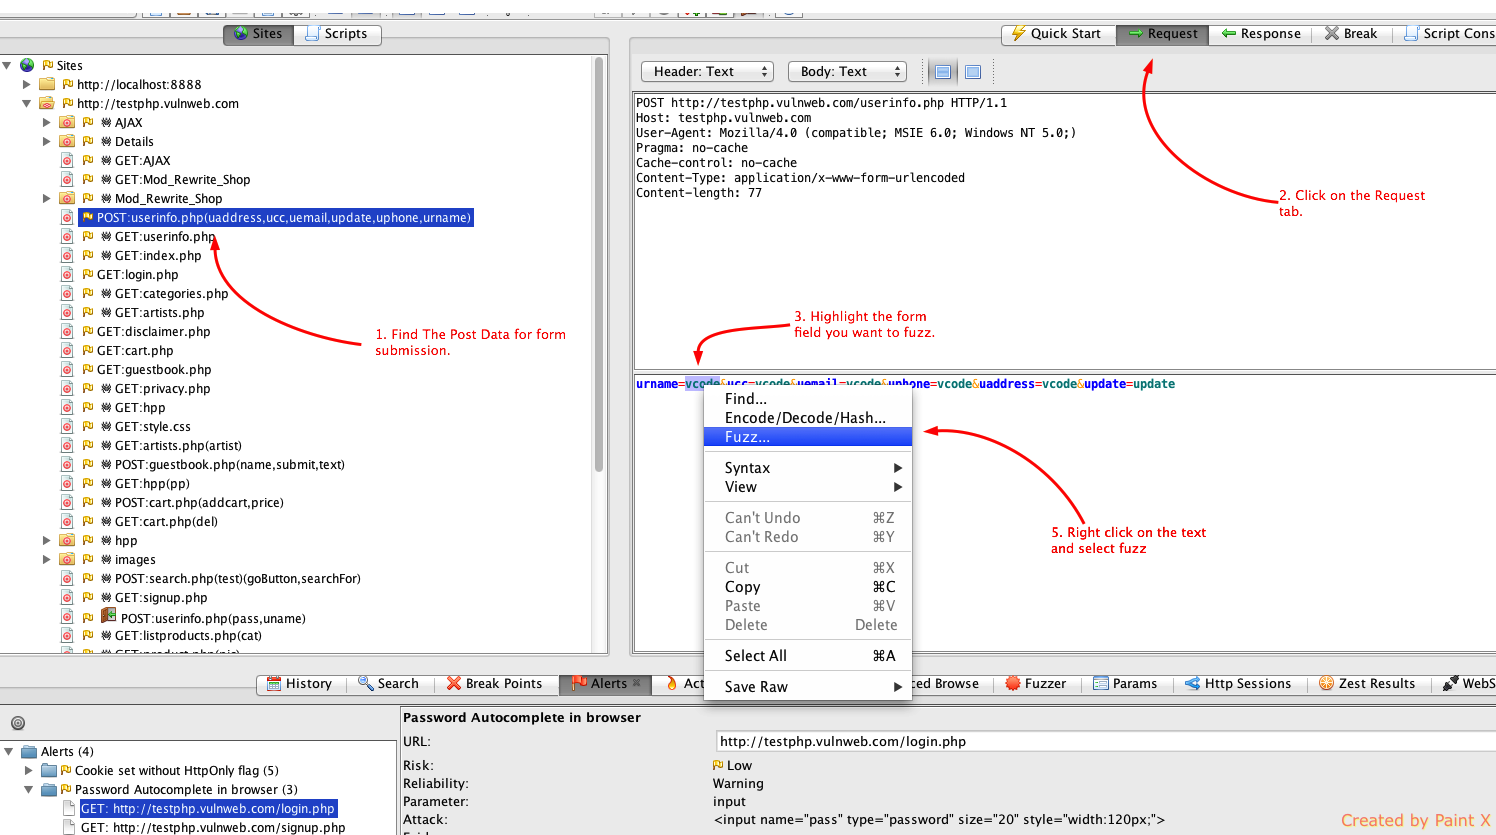 Sites
Scripts
Quick Start
Request
Response
Break
Script Cons
Sites
http://localhost:8888
http://testphp.vulnweb.com
AJAX
Details
GET:AJAX
GET:Mod_Rewrite_Shop
Mod_Rewrite_Shop
POST:userinfo.php(uaddress,ucc,uemail,update,uphone,urname)
GET:userinfo.php
GET:index.php
GET:login.php
GET:categories.php
GET:artists.php
GET:disclaimer.php
GET:cart.php
GET:guestbook.php
GET:privacy.php
GET:hpp
GET:style.css
GET:artists.php(artist)
POST:guestbook.php(name,submit,text)
GET:hpp(pp)
POST:cart.php(addcart,price)
GET:cart.php(del)
hpp
images
POST:search.php(test)(goButton,searchFor)
GET:signup.php
POST:userinfo.php(pass,uname)
GET:listproducts.php(cat)
GET:product.php(pic)
1. Find The Post Data for form
submission.
Header: Text
Body: Text
POST http://testphp.vulnweb.com/userinfo.php HTTP/1.1
Host: testphp.vulnweb.com
User-Agent: Mozilla/4.0 (compatible; MSIE 6.0; Windows NT 5.0;)
Pragma: no-cache
Cache-control: no-cache
Content-Type: application/x-www-form-urlencoded
Content-length: 77
2. Click on the Request
tab.
3. Highlight the form
field you want to fuzz.
urname=vcode&ucc=vcode&uemail=vcode&uphone=vcode&uaddress=vcode&update=update
Find...
Encode/Decode/Hash...
Fuzz...
Syntax
View
Can't Undo ⌘Z
Can't Redo ⌘Y
Cut ⌘X
Copy ⌘C
Paste ⌘V
Delete Delete
Select All ⌘A
Save Raw
5. Right click on the text
and select fuzz
History
Search
Break Points
Alerts
Act
ced Browse
Fuzzer
Params
Http Sessions
Zest Results
WebS
Alerts (4)
Cookie set without HttpOnly flag (5)
Password Autocomplete in browser (3)
GET: http://testphp.vulnweb.com/login.php
GET: http://testphp.vulnweb.com/signup.php
Password Autocomplete in browser
URL: http://testphp.vulnweb.com/login.php
Risk: Low
Reliability: Warning
Parameter: input
Attack: <input name="pass" type="password" size="20" style="width:120px;">
Created by Paint X